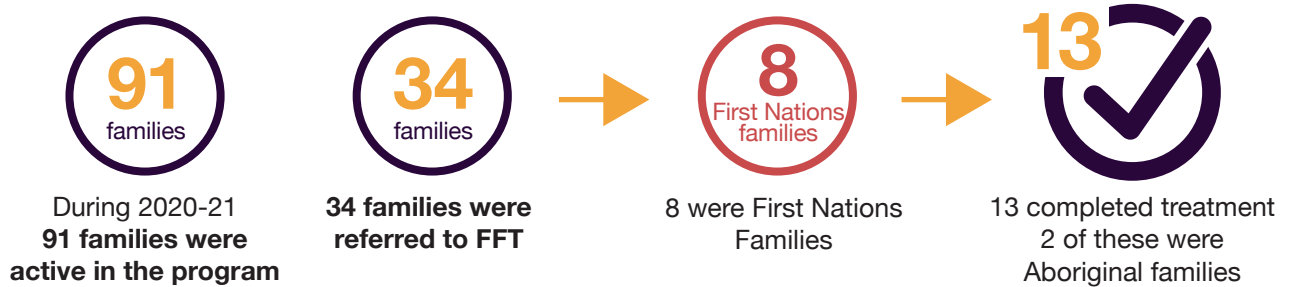 91
families
During 2020-21
91 families were
active in the program
34
families
34 families were
referred to FFT
8
First Nations
families
8 were First Nations
Families
13
13 completed treatment
2 of these were
Aboriginal families